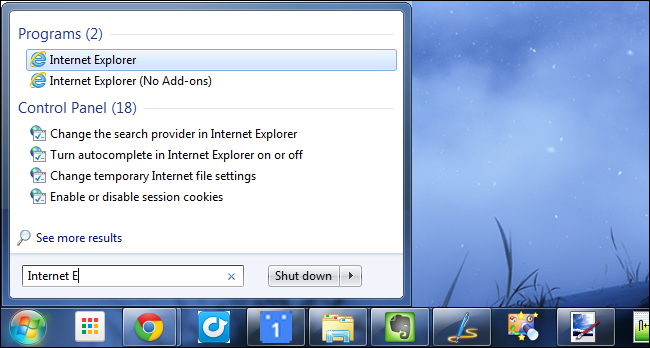 Programs (2)
Internet Explorer
Internet Explorer (No Add-ons)
Control Panel (18)
Change the search provider in Internet Explorer
Turn autocomplete in Internet Explorer on or off
Change temporary Internet file settings
Enable or disable session cookies
See more results
Internet E
Shut down
1